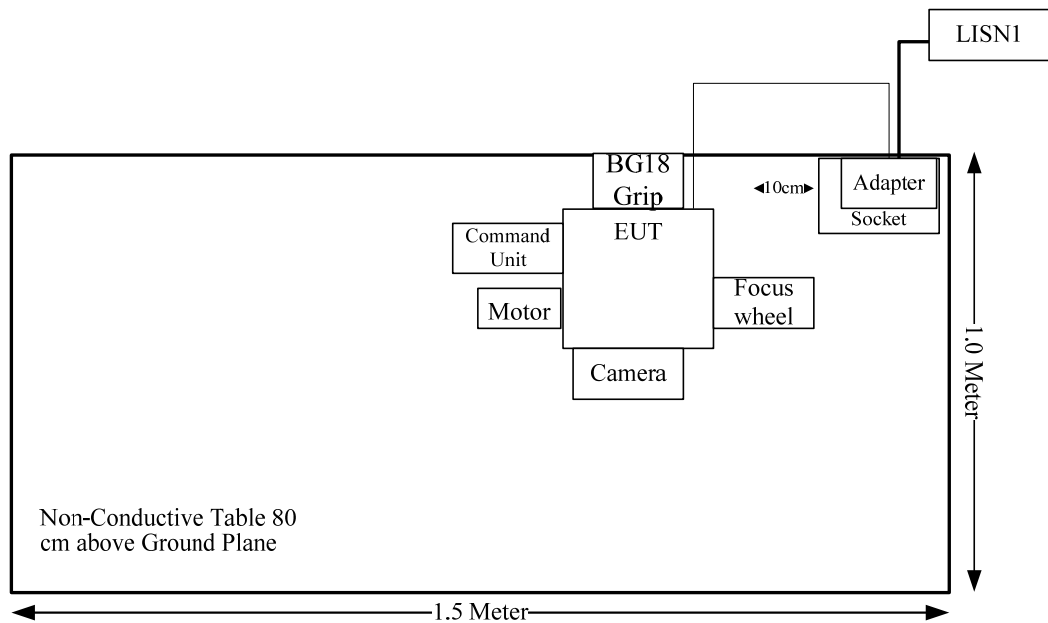 LISN1
BG18
Grip
10cm
Adapter
Socket
EUT
Command
Unit
Motor
Focus
wheel
Camera
1.0 Meter
Non-Conductive Table 80
cm above Ground Plane
1.5 Meter